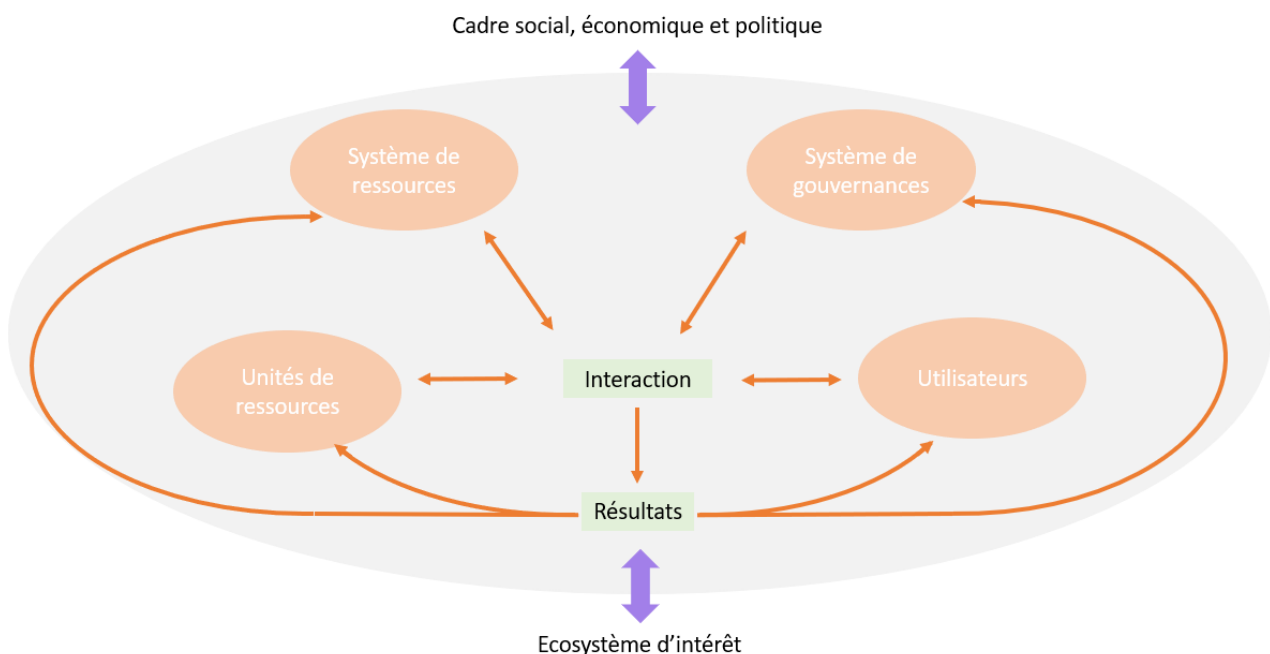 Cadre social, économique et politique
Système de
ressources
Système de
gouvernances
Unités de
ressources
Interaction
Utilisateurs
Résultats
Ecosystème d'intérêt